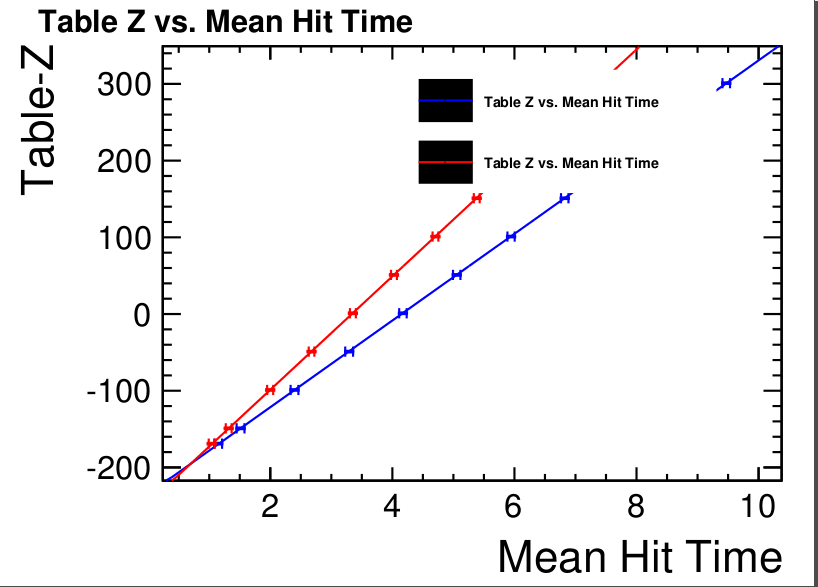 Table Z vs. Mean Hit Time
Table-Z
300
200
100
0
-100
-200
Table Z vs. Mean Hit Time
Table Z vs. Mean Hit Time
2 4 6 8 10
Mean Hit Time